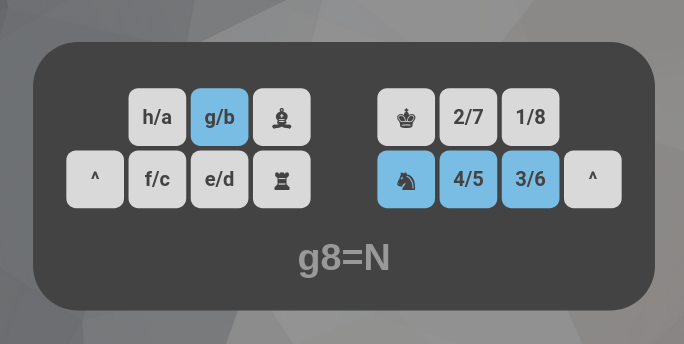 h/a g/b ♝ ♚ 2/7 1/8
^ f/c e/d ♜ ♞ 4/5 3/6 ^
g8=N